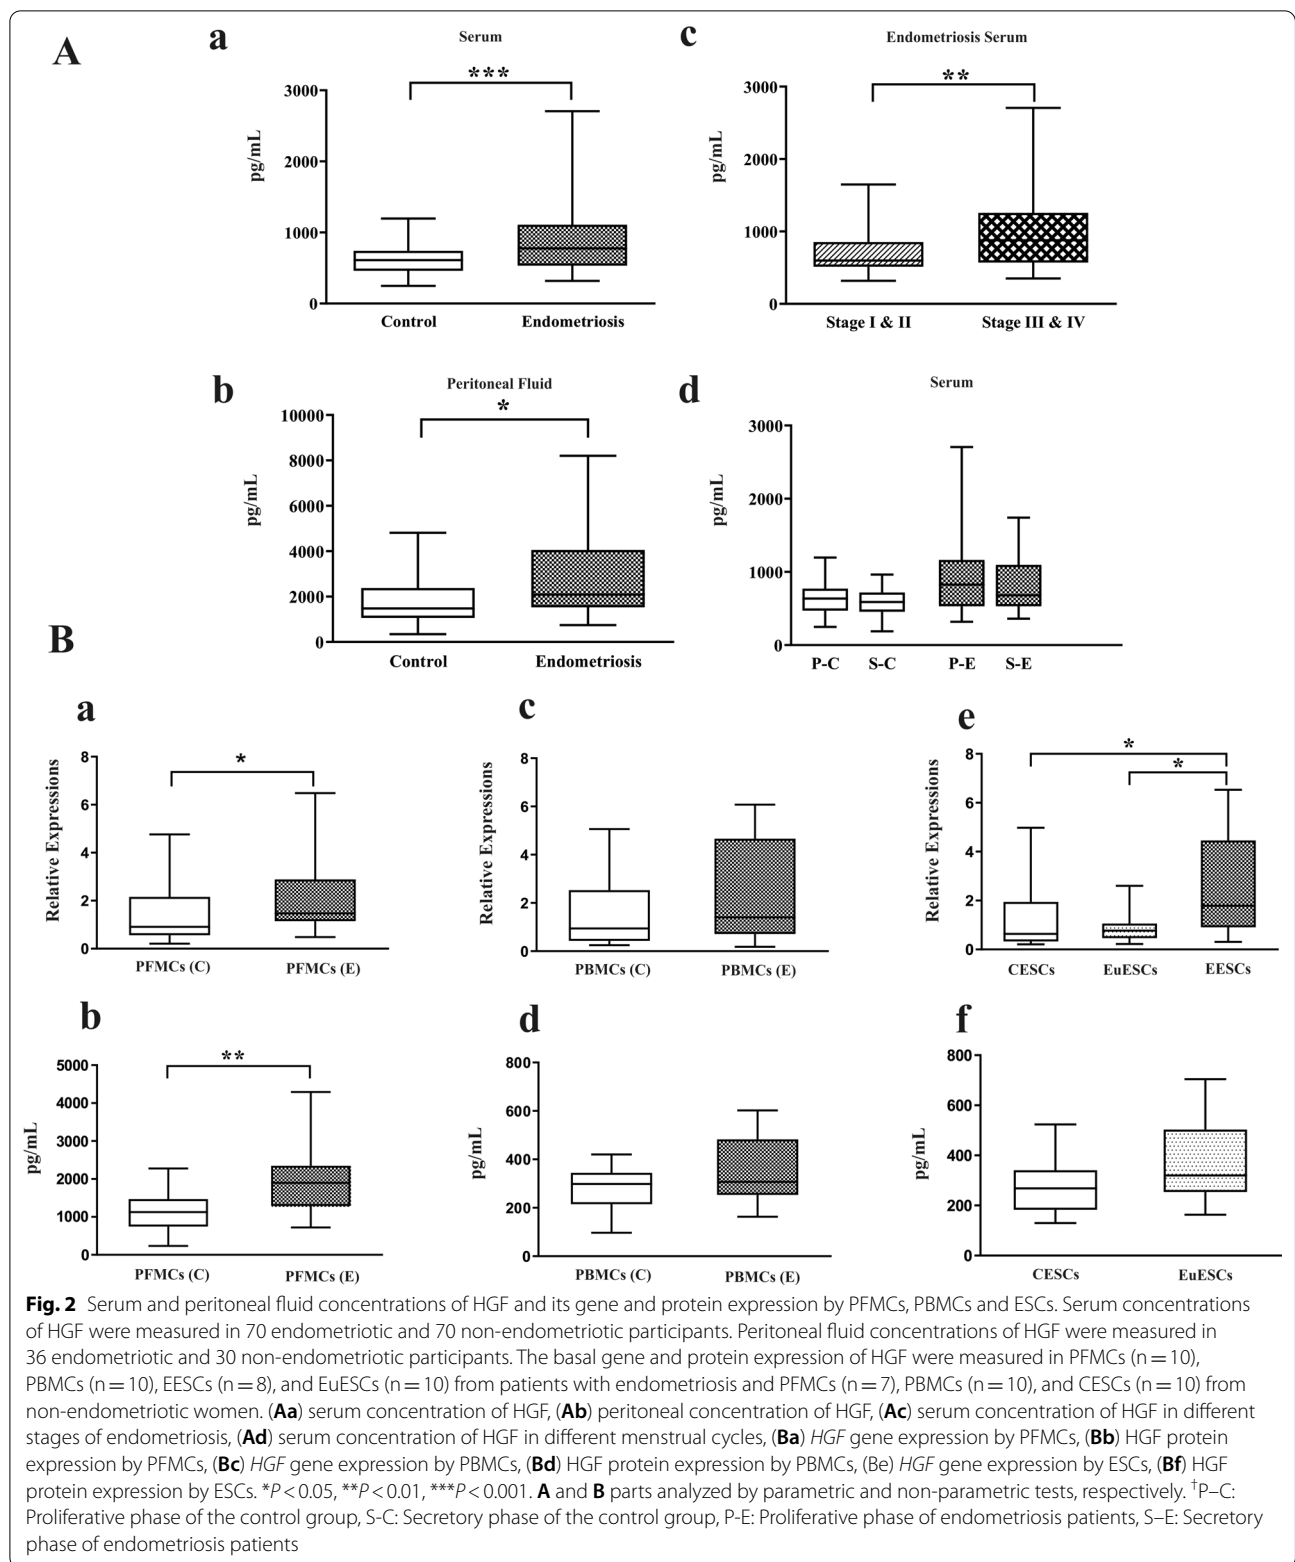 A
a
Serum
***
pg/mL
3000
2000
1000
0
Control
Endometriosis
c
Endometriosis Serum
**
pg/mL
3000
2000
1000
0
Stage I & II
Stage III & IV
b
Peritoneal Fluid
*
pg/mL
10000
8000
6000
4000
2000
0
Control
Endometriosis
d
Serum
pg/mL
3000
2000
1000
0
P-C
S-C
P-E
S-E
B
a
*
Relative Expressions
8
6
4
2
0
PFMCs (C)
PFMCs (E)
c
Relative Expressions
8
6
4
2
0
PBMCs (C)
PBMCs (E)
e
*
*
Relative Expressions
8
6
4
2
0
CESCs
EuESCs
EESCs
b
**
pg/mL
5000
4000
3000
2000
1000
0
PFMCs (C)
PFMCs (E)
d
pg/mL
800
600
400
200
0
PBMCs (C)
PBMCs (E)
f
pg/mL
800
600
400
200
0
CESCs
EuESCs
Fig. 2 Serum and peritoneal fluid concentrations of HGF and its gene and protein expression by PFMCs, PBMCs and ESCs. Serum concentrations
of HGF were measured in 70 endometriotic and 70 non-endometriotic participants. Peritoneal fluid concentrations of HGF were measured in
36 endometriotic and 30 non-endometriotic participants. The basal gene and protein expression of HGF were measured in PFMCs (n = 10),
PBMCs (n = 10), EESCs (n = 8), and EuESCs (n = 10) from patients with endometriosis and PFMCs (n = 7), PBMCs (n = 10), and CESCs (n = 10) from
non-endometriotic women. (Aa) serum concentration of HGF, (Ab) peritoneal concentration of HGF, (Ac) serum concentration of HGF in different
stages of endometriosis, (Ad) serum concentration of HGF in different menstrual cycles, (Ba) HGF gene expression by PFMCs, (Bb) HGF protein
expression by PFMCs, (Bc) HGF gene expression by PBMCs, (Bd) HGF protein expression by PBMCs, (Be) HGF gene expression by ESCs, (Bf) HGF
protein expression by ESCs. *P < 0.05, **P < 0.01, ***P < 0.001. A and B parts analyzed by parametric and non-parametric tests, respectively. †P–C:
Proliferative phase of the control group, S-C: Secretory phase of the control group, P-E: Proliferative phase of endometriosis patients, S–E: Secretory
phase of endometriosis patients